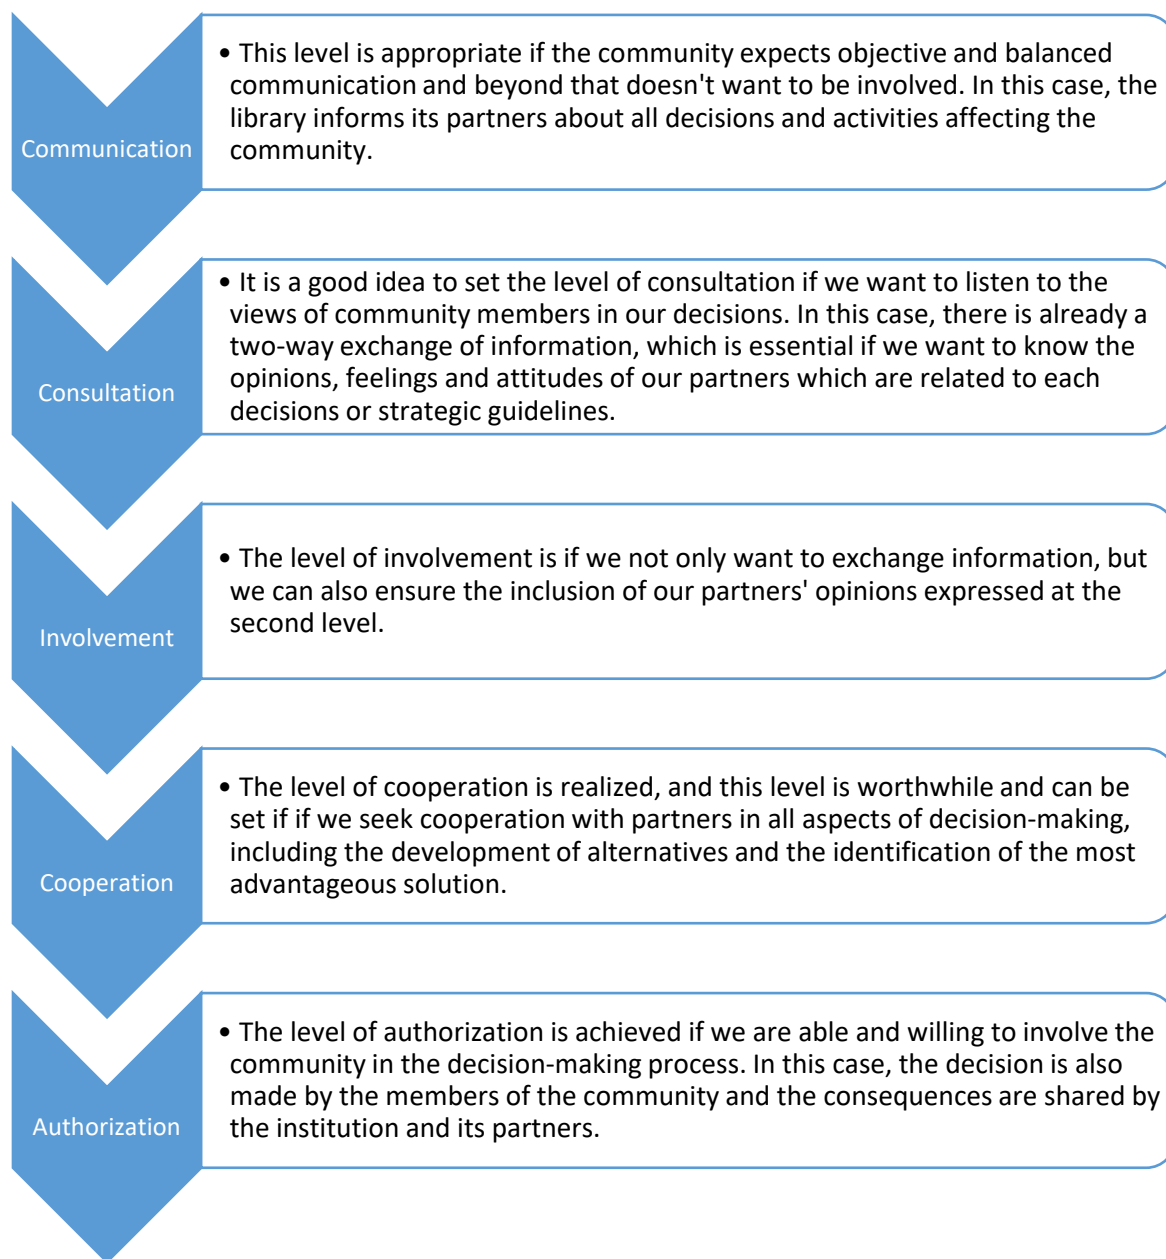 Communication
• This level is appropriate if the community expects objective and balanced
communication and beyond that doesn't want to be involved. In this case, the
library informs its partners about all decisions and activities affecting the
community.
Consultation
• It is a good idea to set the level of consultation if we want to listen to the
views of community members in our decisions. In this case, there is already a
two-way exchange of information, which is essential if we want to know the
opinions, feelings and attitudes of our partners which are related to each
decisions or strategic guidelines.
Involvement
• The level of involvement is if we not only want to exchange information, but
we can also ensure the inclusion of our partners' opinions expressed at the
second level.
Cooperation
• The level of cooperation is realized, and this level is worthwhile and can be
set if if we seek cooperation with partners in all aspects of decision-making,
including the development of alternatives and the identification of the most
advantageous solution.
Authorization
• The level of authorization is achieved if we are able and willing to involve the
community in the decision-making process. In this case, the decision is also
made by the members of the community and the consequences are shared by
the institution and its partners.